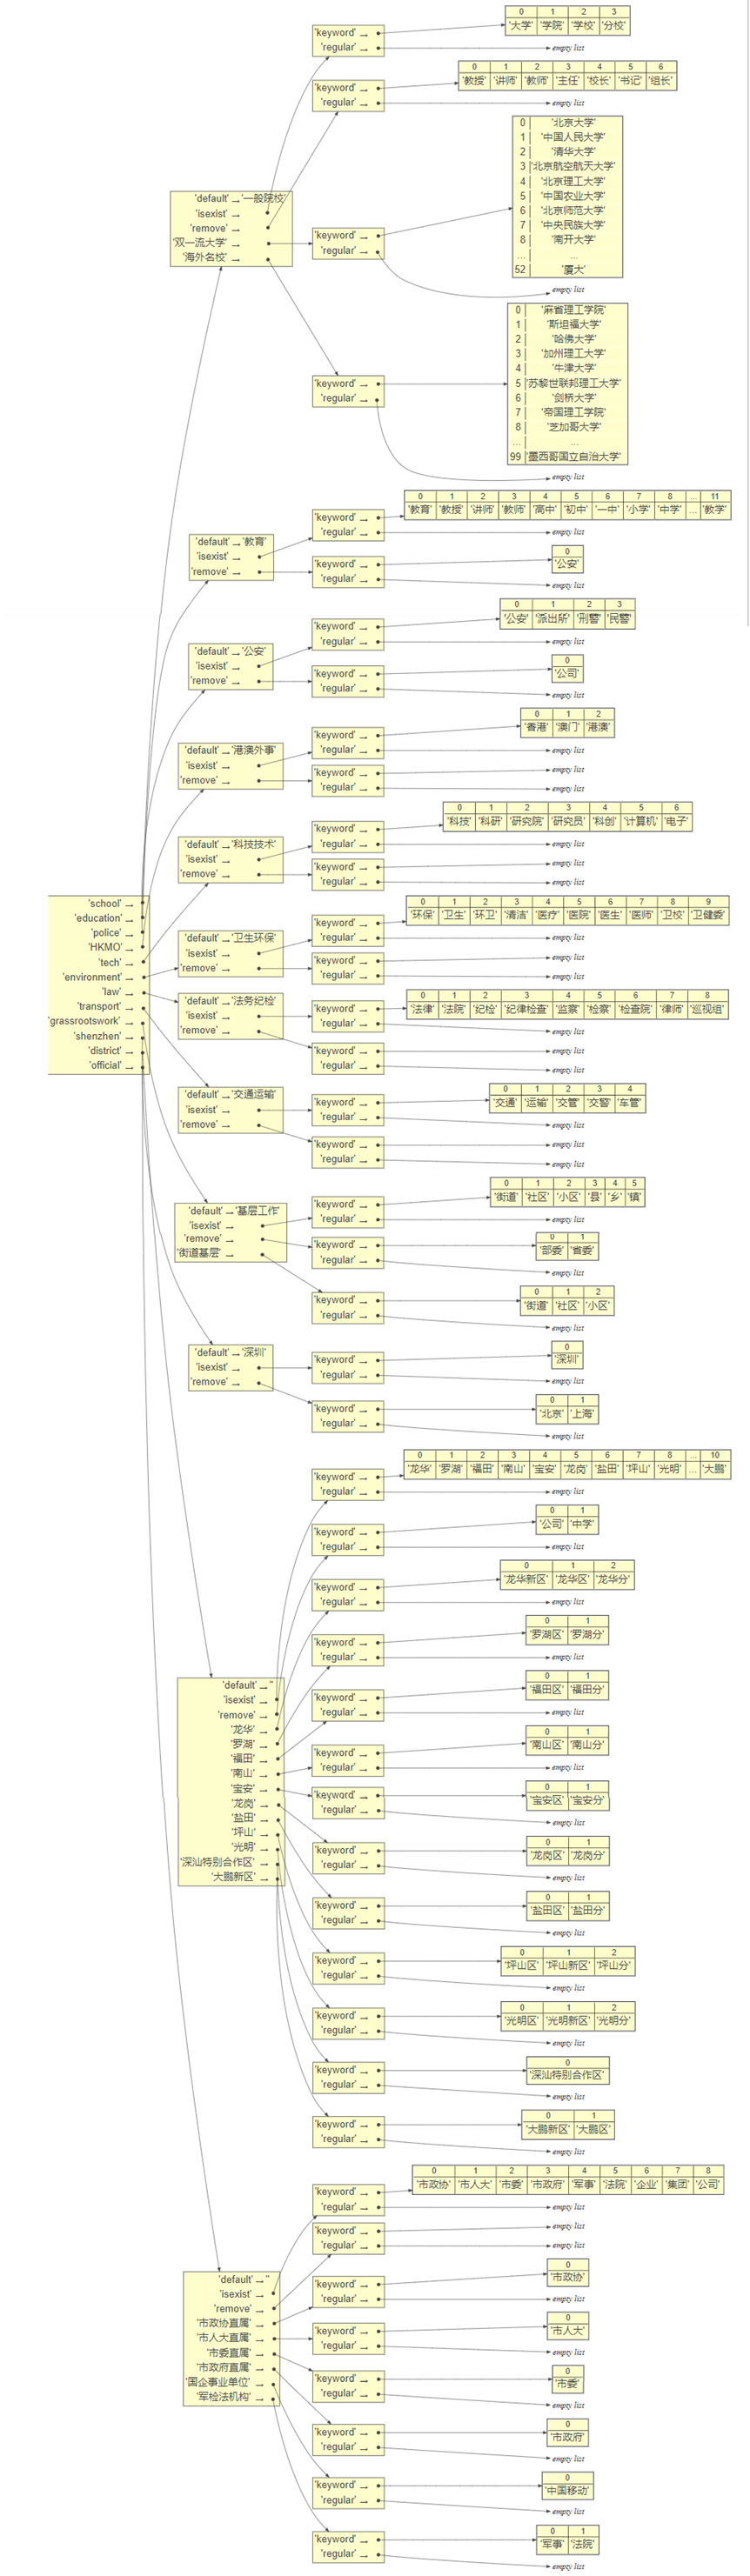 0 1 2 3
'大学' '学院' '学校' '分校'
'keyword' →
'regular' →
empty list
0 1 2 3 4 5 6
'教授' '讲师' '教师' '主任' '校长' '书记' '组长'
'keyword' →
'regular' →
empty list
0 '北京大学'
1 '中国人民大学'
2 '清华大学'
3 '北京航空航天大学'
4 '北京理工大学'
5 '中国农业大学'
6 '北京师范大学'
7 '中央民族大学'
8 '南开大学'
... ...
52 '厦大'
'default' → '一般院校'
'isexist' →
'remove' →
'双一流大学' →
'海外名校' →
'keyword' →
'regular' →
empty list
0 '麻省理工学院'
1 '斯坦福大学'
2 '哈佛大学'
3 '加州理工大学'
4 '牛津大学'
5 '苏黎世联邦理工大学'
6 '剑桥大学'
7 '帝国理工学院'
8 '芝加哥大学'
... ...
99 '墨西哥国立自治大学'
'keyword' →
'regular' →
empty list
0 1 2 3 4 5 6 7 8 ... 11
'教育' '教授' '讲师' '教师' '高中' '初中' '一中' '小学' '中学' ... '教学'
'keyword' →
'regular' →
empty list
'default' → '教育'
'isexist' →
'remove' →
0
'公安'
'keyword' →
'regular' →
empty list
0 1 2 3
'公安' '派出所' '刑警' '民警'
'keyword' →
'regular' →
empty list
'default' → '公安'
'isexist' →
'remove' →
0
'公司'
'keyword' →
'regular' →
empty list
0 1 2
'香港' '澳门' '港澳'
'keyword' →
'regular' →
empty list
'default' → '港澳外事'
'isexist' →
'remove' →
'keyword' →
'regular' →
empty list
empty list
0 1 2 3 4 5 6
'科技' '科研' '研究院' '研究员' '科创' '计算机' '电子'
'keyword' →
'regular' →
empty list
'default' → '科技技术'
'isexist' →
'remove' →
'keyword' →
'regular' →
empty list
empty list
'school' →
'education' →
'police' →
'HKMO' →
'tech' →
'environment' →
'law' →
'transport' →
'grassrootswork' →
'shenzhen' →
'district' →
'official' →
0 1 2 3 4 5 6 7 8 9
'环保' '卫生' '环卫' '清洁' '医疗' '医院' '医生' '医师' '卫校' '卫健委'
'keyword' →
'regular' →
empty list
'default' → '卫生环保'
'isexist' →
'remove' →
'keyword' →
'regular' →
empty list
empty list
0 1 2 3 4 5 6 7 8
'法律' '法院' '纪检' '纪律检查' '监察' '检察' '检查院' '律师' '巡视组'
'keyword' →
'regular' →
empty list
'default' → '法务纪检'
'isexist' →
'remove' →
'keyword' →
'regular' →
empty list
empty list
0 1 2 3 4
'交通' '运输' '交管' '交警' '车管'
'keyword' →
'regular' →
empty list
'default' → '交通运输'
'isexist' →
'remove' →
'keyword' →
'regular' →
empty list
empty list
0 1 2 3 4 5
'街道' '社区' '小区' '县' '乡' '镇'
'keyword' →
'regular' →
empty list
'default' → '基层工作'
'isexist' →
'remove' →
'街道基层' →
0 1
'部委' '省委'
'keyword' →
'regular' →
empty list
0 1 2
'街道' '社区' '小区'
'keyword' →
'regular' →
empty list
'default' → '深圳'
'isexist' →
'remove' →
0
'深圳'
'keyword' →
'regular' →
empty list
0 1
'北京' '上海'
'keyword' →
'regular' →
empty list
0 1 2 3 4 5 6 7 8 ... 10
'龙华' '罗湖' '福田' '南山' '宝安' '龙岗' '盐田' '坪山' '光明' ... '大鹏'
'keyword' →
'regular' →
empty list
0 1
'公司' '中学'
'keyword' →
'regular' →
empty list
0 1 2
'龙华新区' '龙华区' '龙华分'
'keyword' →
'regular' →
empty list
0 1
'罗湖区' '罗湖分'
'keyword' →
'regular' →
empty list
'default' → ''
'isexist' →
'remove' →
'龙华' →
'罗湖' →
'福田' →
'南山' →
'宝安' →
'龙岗' →
'盐田' →
'坪山' →
'光明' →
'深汕特别合作区' →
'大鹏新区' →
0 1
'福田区' '福田分'
'keyword' →
'regular' →
empty list
0 1
'南山区' '南山分'
'keyword' →
'regular' →
empty list
0 1
'宝安区' '宝安分'
'keyword' →
'regular' →
empty list
0 1
'龙岗区' '龙岗分'
'keyword' →
'regular' →
empty list
0 1
'盐田区' '盐田分'
'keyword' →
'regular' →
empty list
0 1 2
'坪山区' '坪山新区' '坪山分'
'keyword' →
'regular' →
empty list
0 1 2
'光明区' '光明新区' '光明分'
'keyword' →
'regular' →
empty list
0
'深汕特别合作区'
'keyword' →
'regular' →
empty list
0 1
'大鹏新区' '大鹏区'
'keyword' →
'regular' →
empty list
0 1 2 3 4 5 6 7 8
'市政协' '市人大' '市委' '市政府' '军事' '法院' '企业' '集团' '公司'
'keyword' →
'regular' →
empty list
'keyword' →
'regular' →
empty list
empty list
'default' → ''
'isexist' →
'remove' →
'市政协直属' →
'市人大直属' →
'市委直属' →
'市政府直属' →
'国企事业单位' →
'军检法机构' →
0
'市政协'
'keyword' →
'regular' →
empty list
0
'市人大'
'keyword' →
'regular' →
empty list
0
'市委'
'keyword' →
'regular' →
empty list
0
'市政府'
'keyword' →
'regular' →
empty list
0
'中国移动'
'keyword' →
'regular' →
empty list
0 1
'军事' '法院'
'keyword' →
'regular' →
empty list